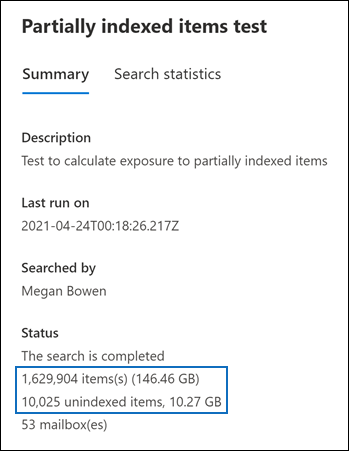 Partially indexed items test
Summary Search statistics
Description
Test to calculate exposure to partially indexed items
Last run on
2021-04-24T00:18:26.217Z
Searched by
Megan Bowen
Status
The search is completed
1,629,904 items(s) (146.46 GB)
10,025 unindexed items, 10.27 GB
53 mailbox(es)